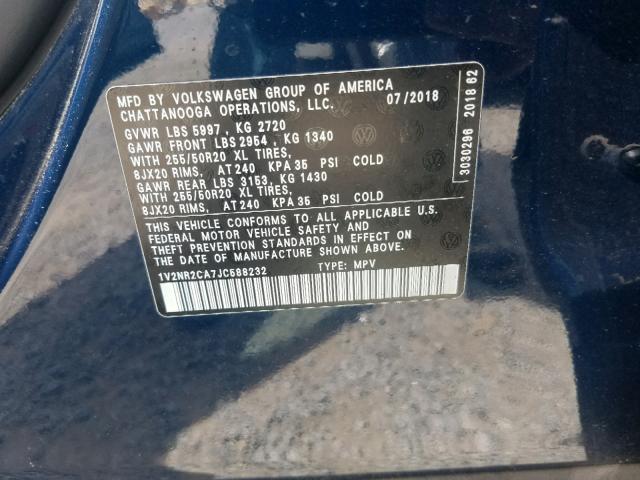 MFD BY VOLKSWAGEN GROUP OF AMERICA
CHATTANOOGA OPERATIONS, LLC. 07/2018
GVWR LBS 5997 , KG 2720
GAWR FRONT LBS 2954 , KG 1340
WITH 255/50R20 XL TIRES,
8JX20 RIMS, AT 240 KPA 35 PSI COLD
GAWR REAR LBS 3153, KG 1430
WITH 255/50R20 XL TIRES,
8JX20 RIMS, AT 240 KPA 35 PSI COLD
THIS VEHICLE CONFORMS TO ALL APPLICABLE U.S.
FEDERAL MOTOR VEHICLE SAFETY AND
THEFT PREVENTION STANDARDS IN EFFECT ON
THE DATE OF MANUFACTURE SHOWN ABOVE.
1V2NR2CA7JC588232 TYPE: MPV
3030296 2018 62